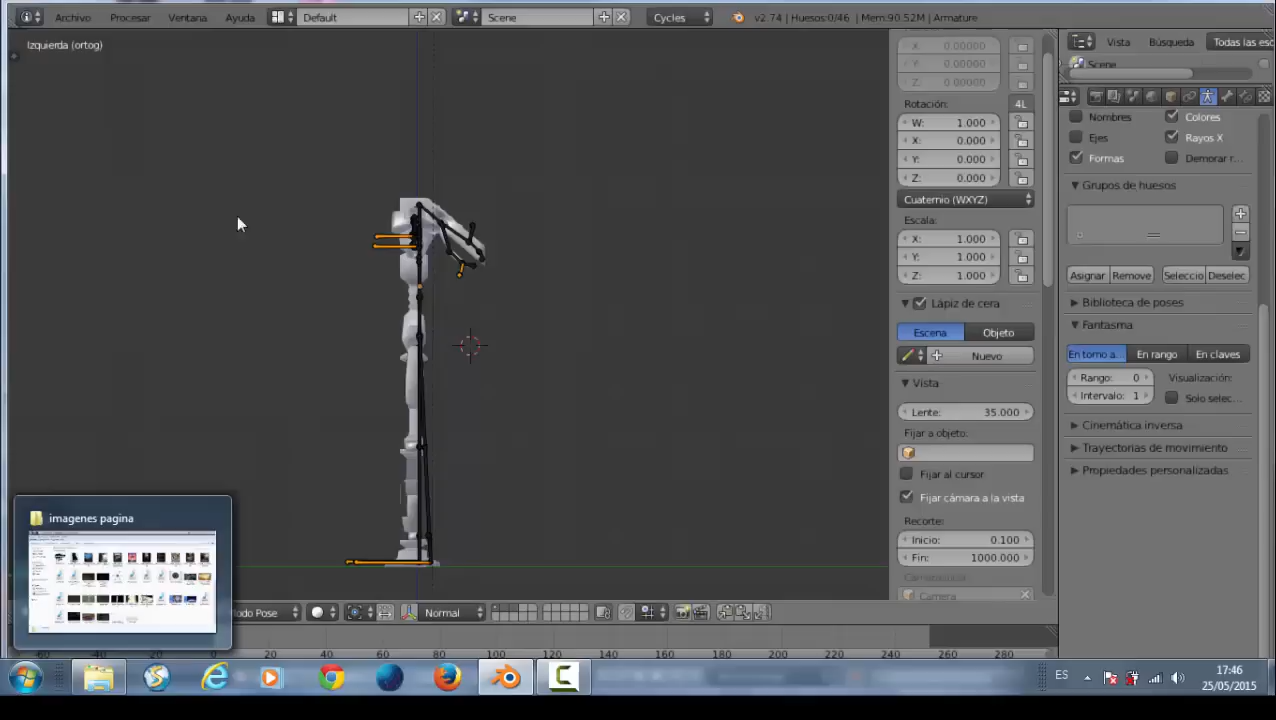 Archivo Procesar Ventana Ayuda Default Scene Cycles v2.74 | Huesos:0/46 | Mem:90.52M | Armature
Izquierda (ortog)
X: 0.00000
Y: 0.00000
Z: 0.00000
Rotación: 4L
W: 1.000
X: 0.000
Y: 0.000
Z: 0.000
Cuaternio (WXYZ)
Escala:
X: 1.000
Y: 1.000
Z: 1.000
Lápiz de cera
Escena Objeto
Nuevo
Vista
Lente: 35.000
Fijar a objeto:
Fijar al cursor
Fijar cámara a la vista
Recorte:
Inicio: 0.100
Fin: 1000.000
Camera
Vista Búsqueda Todas las esc
Scene
Nombres Colores
Ejes Rayos X
Formas Demorar r...
Grupos de huesos
Asignar Remove Seleccio Deselec
Biblioteca de poses
Fantasma
En torno a. En rango En claves
Rango: 0 Visualización:
Intervalo: 1 Solo selec...
Cinemática inversa
Trayectorias de movimiento
Propiedades personalizadas
imagenes pagina
odo Pose Normal
20 40 60 80 100 120 140 160 180 200 220 240 260 280
ES 17:46
25/05/2015